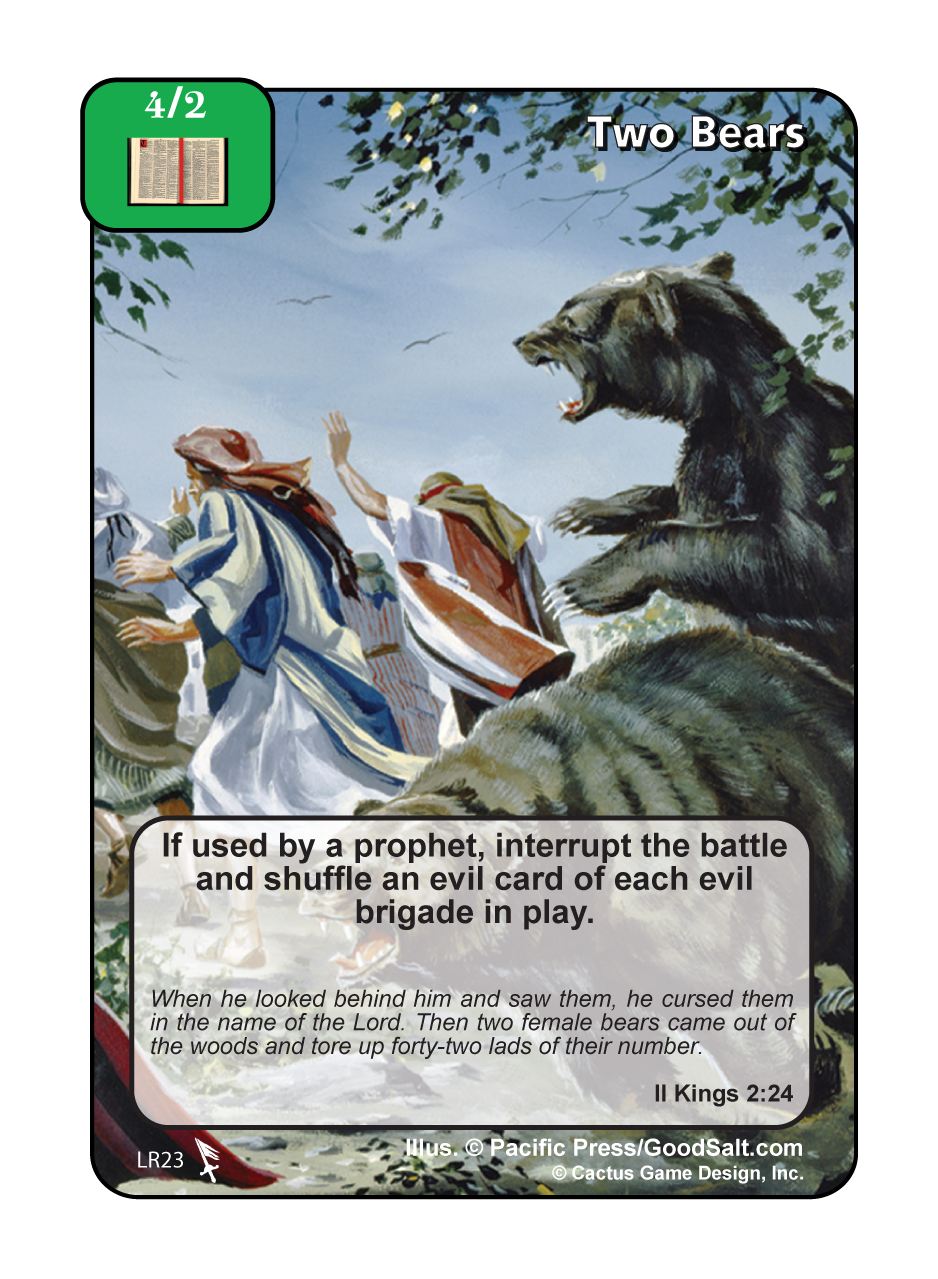 4/2
Two Bears
If used by a prophet, interrupt the battle
and shuffle an evil card of each evil
brigade in play.
When he looked behind him and saw them, he cursed them
in the name of the Lord. Then two female bears came out of
the woods and tore up forty-two lads of their number.
II Kings 2:24
LR23
Illus. © Pacific Press/GoodSalt.com
© Cactus Game Design, Inc.